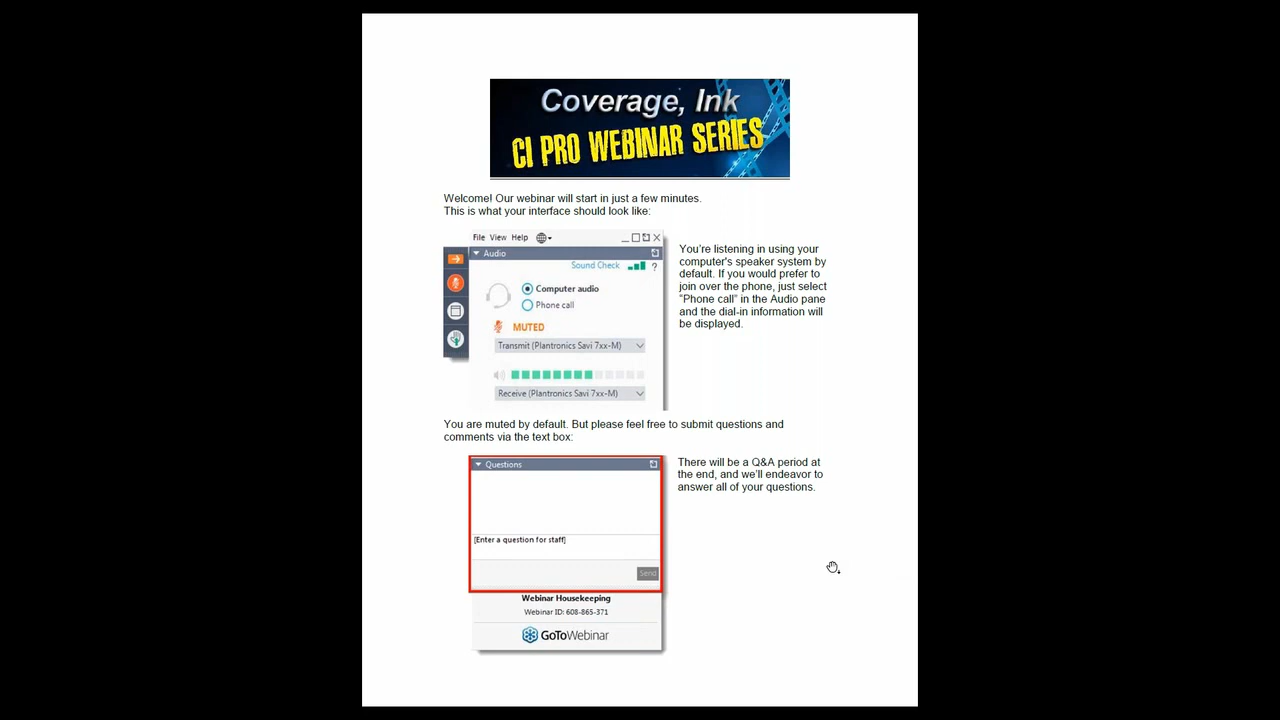 Coverage, Ink
CI PRO WEBINAR SERIES
Welcome! Our webinar will start in just a few minutes.
This is what your interface should look like:
File View Help
Audio
Sound Check
?
Computer audio
Phone call
MUTED
Transmit (Plantronics Savi 7xx-M)
Receive (Plantronics Savi 7xx-M)
You're listening in using your
computer's speaker system by
default. If you would prefer to
join over the phone, just select
“Phone call” in the Audio pane
and the dial-in information will
be displayed.
You are muted by default. But please feel free to submit questions and
comments via the text box:
Questions
[Enter a question for staff]
Send
Webinar Housekeeping
Webinar ID: 608-865-371
GoToWebinar
There will be a Q&A period at
the end, and we'll endeavor to
answer all of your questions.